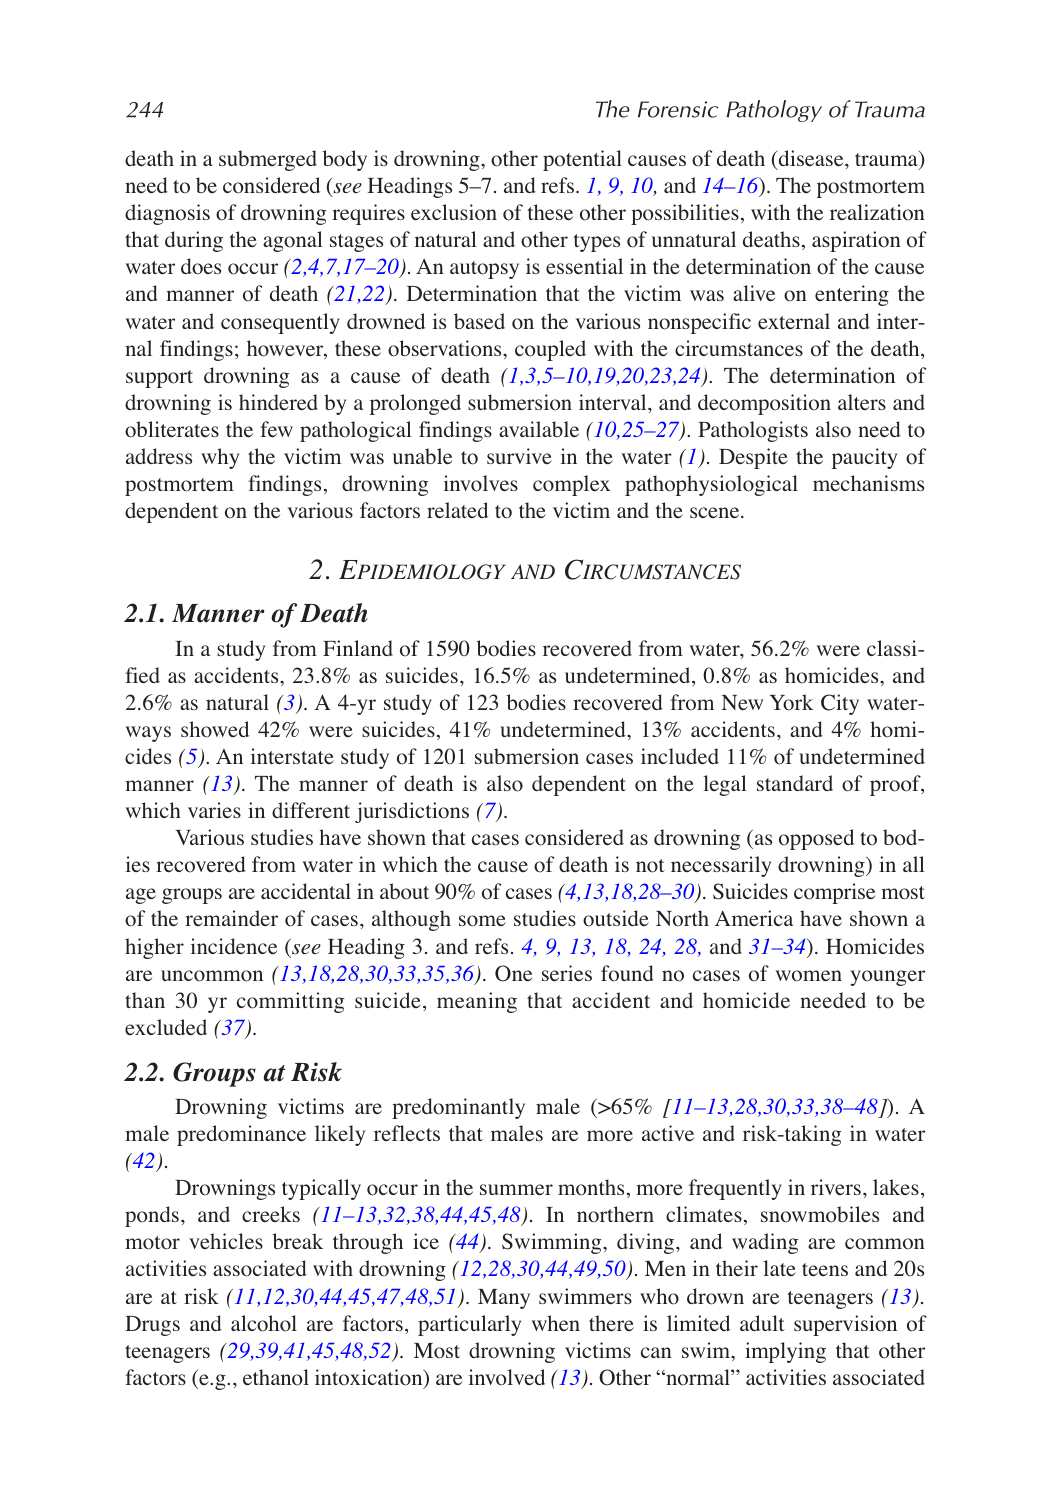 244 The Forensic Pathology of Trauma
death in a submerged body is drowning, other potential causes of death (disease, trauma)
need to be considered (see Headings 5–7. and refs. 1, 9, 10, and 14–16). The postmortem
diagnosis of drowning requires exclusion of these other possibilities, with the realization
that during the agonal stages of natural and other types of unnatural deaths, aspiration of
water does occur (2,4,7,17–20). An autopsy is essential in the determination of the cause
and manner of death (21,22). Determination that the victim was alive on entering the
water and consequently drowned is based on the various nonspecific external and inter-
nal findings; however, these observations, coupled with the circumstances of the death,
support drowning as a cause of death (1,3,5–10,19,20,23,24). The determination of
drowning is hindered by a prolonged submersion interval, and decomposition alters and
obliterates the few pathological findings available (10,25–27). Pathologists also need to
address why the victim was unable to survive in the water (1). Despite the paucity of
postmortem findings, drowning involves complex pathophysiological mechanisms
dependent on the various factors related to the victim and the scene.
2. EPIDEMIOLOGY AND CIRCUMSTANCES
2.1. Manner of Death
In a study from Finland of 1590 bodies recovered from water, 56.2% were classi-
fied as accidents, 23.8% as suicides, 16.5% as undetermined, 0.8% as homicides, and
2.6% as natural (3). A 4-yr study of 123 bodies recovered from New York City water-
ways showed 42% were suicides, 41% undetermined, 13% accidents, and 4% homi-
cides (5). An interstate study of 1201 submersion cases included 11% of undetermined
manner (13). The manner of death is also dependent on the legal standard of proof,
which varies in different jurisdictions (7).
Various studies have shown that cases considered as drowning (as opposed to bod-
ies recovered from water in which the cause of death is not necessarily drowning) in all
age groups are accidental in about 90% of cases (4,13,18,28–30). Suicides comprise most
of the remainder of cases, although some studies outside North America have shown a
higher incidence (see Heading 3. and refs. 4, 9, 13, 18, 24, 28, and 31–34). Homicides
are uncommon (13,18,28,30,33,35,36). One series found no cases of women younger
than 30 yr committing suicide, meaning that accident and homicide needed to be
excluded (37).
2.2. Groups at Risk
Drowning victims are predominantly male (>65% [11–13,28,30,33,38–48]). A
male predominance likely reflects that males are more active and risk-taking in water
(42).
Drownings typically occur in the summer months, more frequently in rivers, lakes,
ponds, and creeks (11–13,32,38,44,45,48). In northern climates, snowmobiles and
motor vehicles break through ice (44). Swimming, diving, and wading are common
activities associated with drowning (12,28,30,44,49,50). Men in their late teens and 20s
are at risk (11,12,30,44,45,47,48,51). Many swimmers who drown are teenagers (13).
Drugs and alcohol are factors, particularly when there is limited adult supervision of
teenagers (29,39,41,45,48,52). Most drowning victims can swim, implying that other
factors (e.g., ethanol intoxication) are involved (13). Other “normal” activities associated